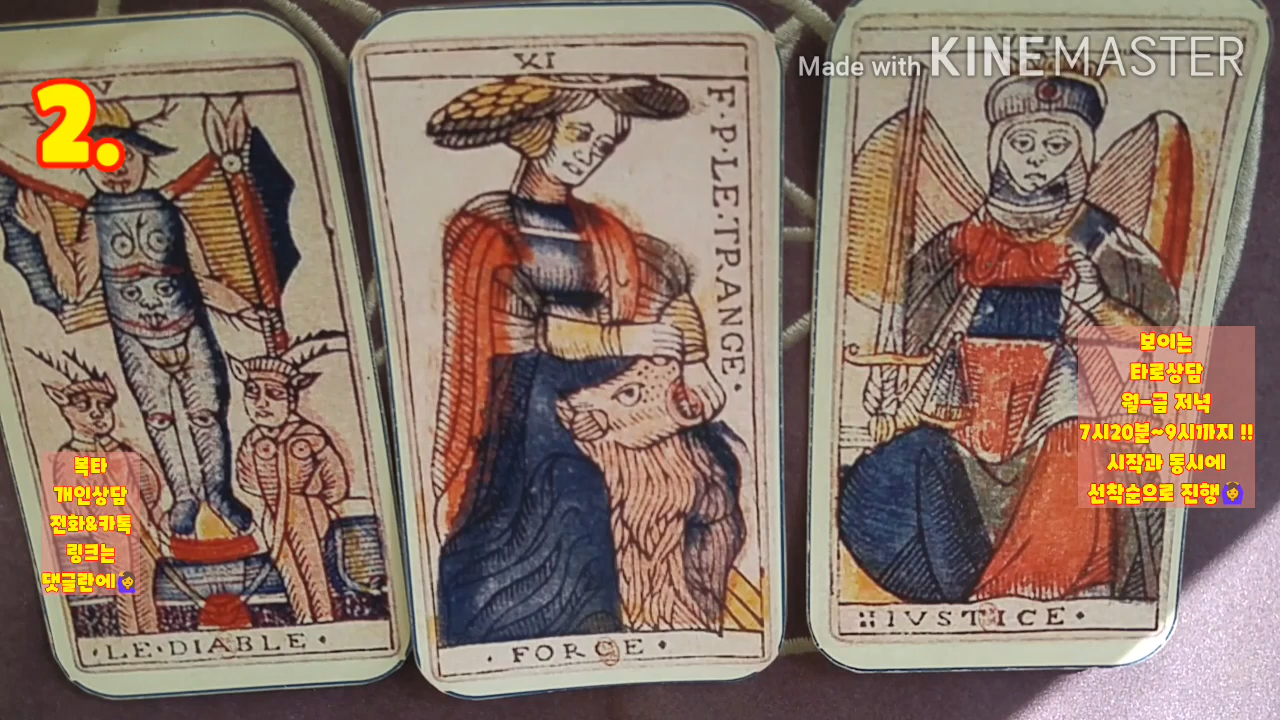 Made with KINEMASTER
2.
XI
F·P·LE:TRANGE·
보이는
타로상담
월-금 저녁
7시20분~9시까지 !!
시작과 동시에
선착순으로 진행🙆‍♀️
복타
개인상담
전화&카톡
링크는
댓글란에🙆‍♀️
·LE·DIABLE·
·FORCE·
IVSTICE·